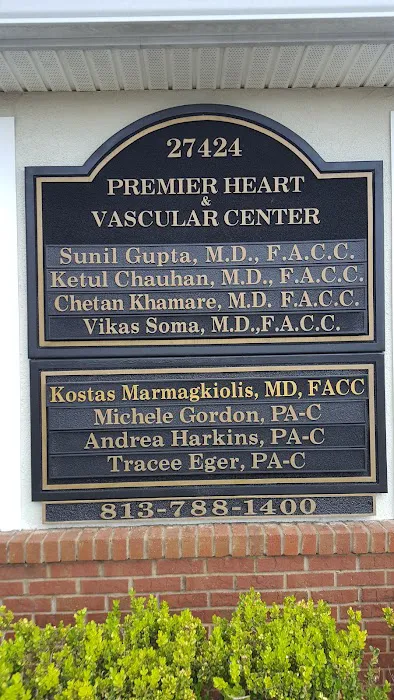 27424
PREMIER HEART
&
VASCULAR CENTER
Sunil Gupta, M.D., F.A.C.C.
Ketul Chauhan, M.D., F.A.C.C.
Chetan Khamare, M.D. F.A.C.C.
Vikas Soma, M.D.,F.A.C.C.
Kostas Marmagkiolis, MD, FACC
Michele Gordon, PA-C
Andrea Harkins, PA-C
Tracee Eger, PA-C
813-788-1400